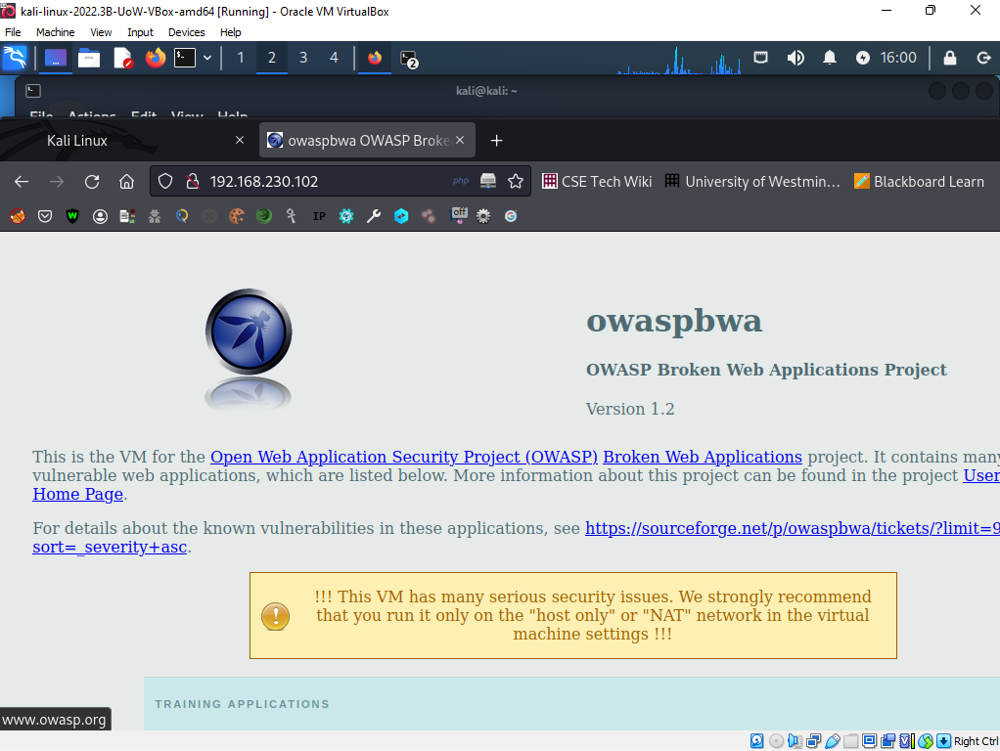 kali-linux-2022.3B-UoW-VBox-amd64 [Running] - Oracle VM VirtualBox
File Machine View Input Devices Help
1 2 3 4 2 16:00
kali@kali: ~
File Actions Edit View Help
Kali Linux owaspbwa OWASP Broke
192.168.230.102 php CSE Tech Wiki University of Westmin… Blackboard Learn
W IP off
owaspbwa
OWASP Broken Web Applications Project
Version 1.2
This is the VM for the Open Web Application Security Project (OWASP) Broken Web Applications project. It contains many
vulnerable web applications, which are listed below. More information about this project can be found in the project User
Home Page.
For details about the known vulnerabilities in these applications, see https://sourceforge.net/p/owaspbwa/tickets/?limit=9
sort=_severity+asc.
!!! This VM has many serious security issues. We strongly recommend
that you run it only on the "host only" or "NAT" network in the virtual
machine settings !!!
TRAINING APPLICATIONS
www.owasp.org
Right Ctrl